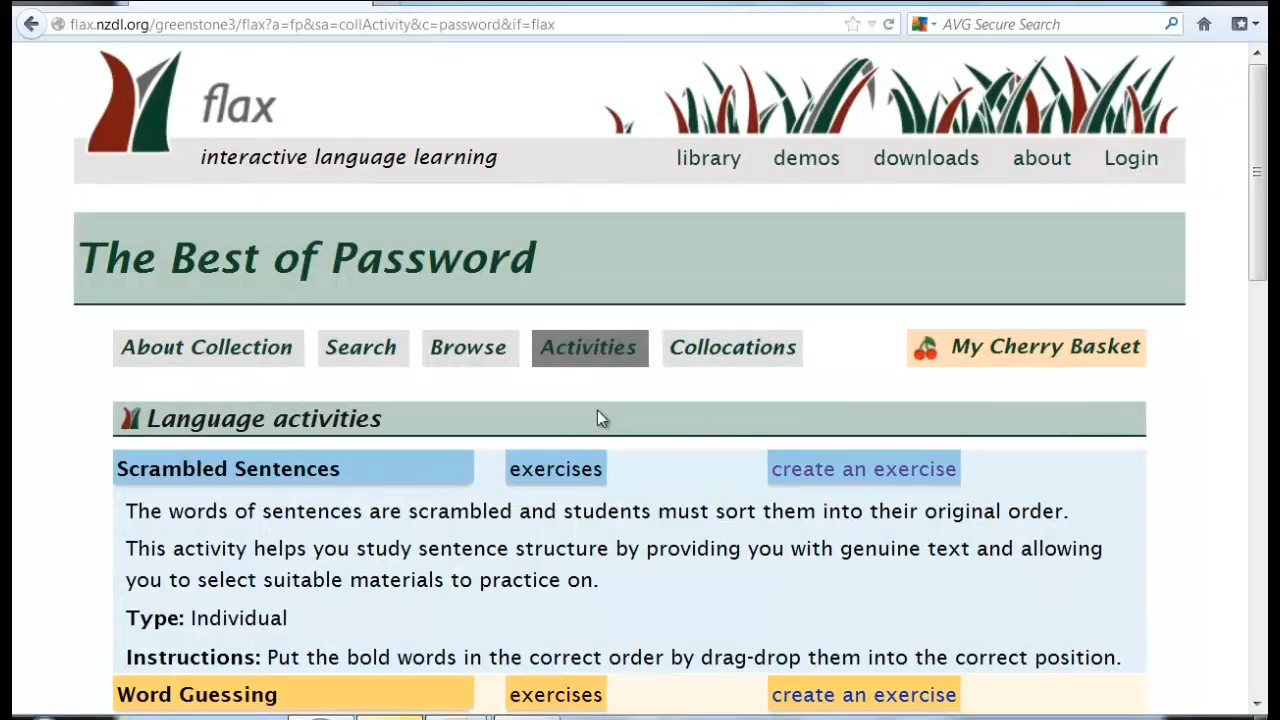 flax.nzdl.org/greenstone3/flax?a=fp&sa=collActivity&c=password&if=flax
AVG Secure Search
flax
interactive language learning
library demos downloads about Login
The Best of Password
About Collection Search Browse Activities Collocations My Cherry Basket
Language activities
Scrambled Sentences exercises create an exercise
The words of sentences are scrambled and students must sort them into their original order.
This activity helps you study sentence structure by providing you with genuine text and allowing
you to select suitable materials to practice on.
Type: Individual
Instructions: Put the bold words in the correct order by drag-drop them into the correct position.
Word Guessing exercises create an exercise